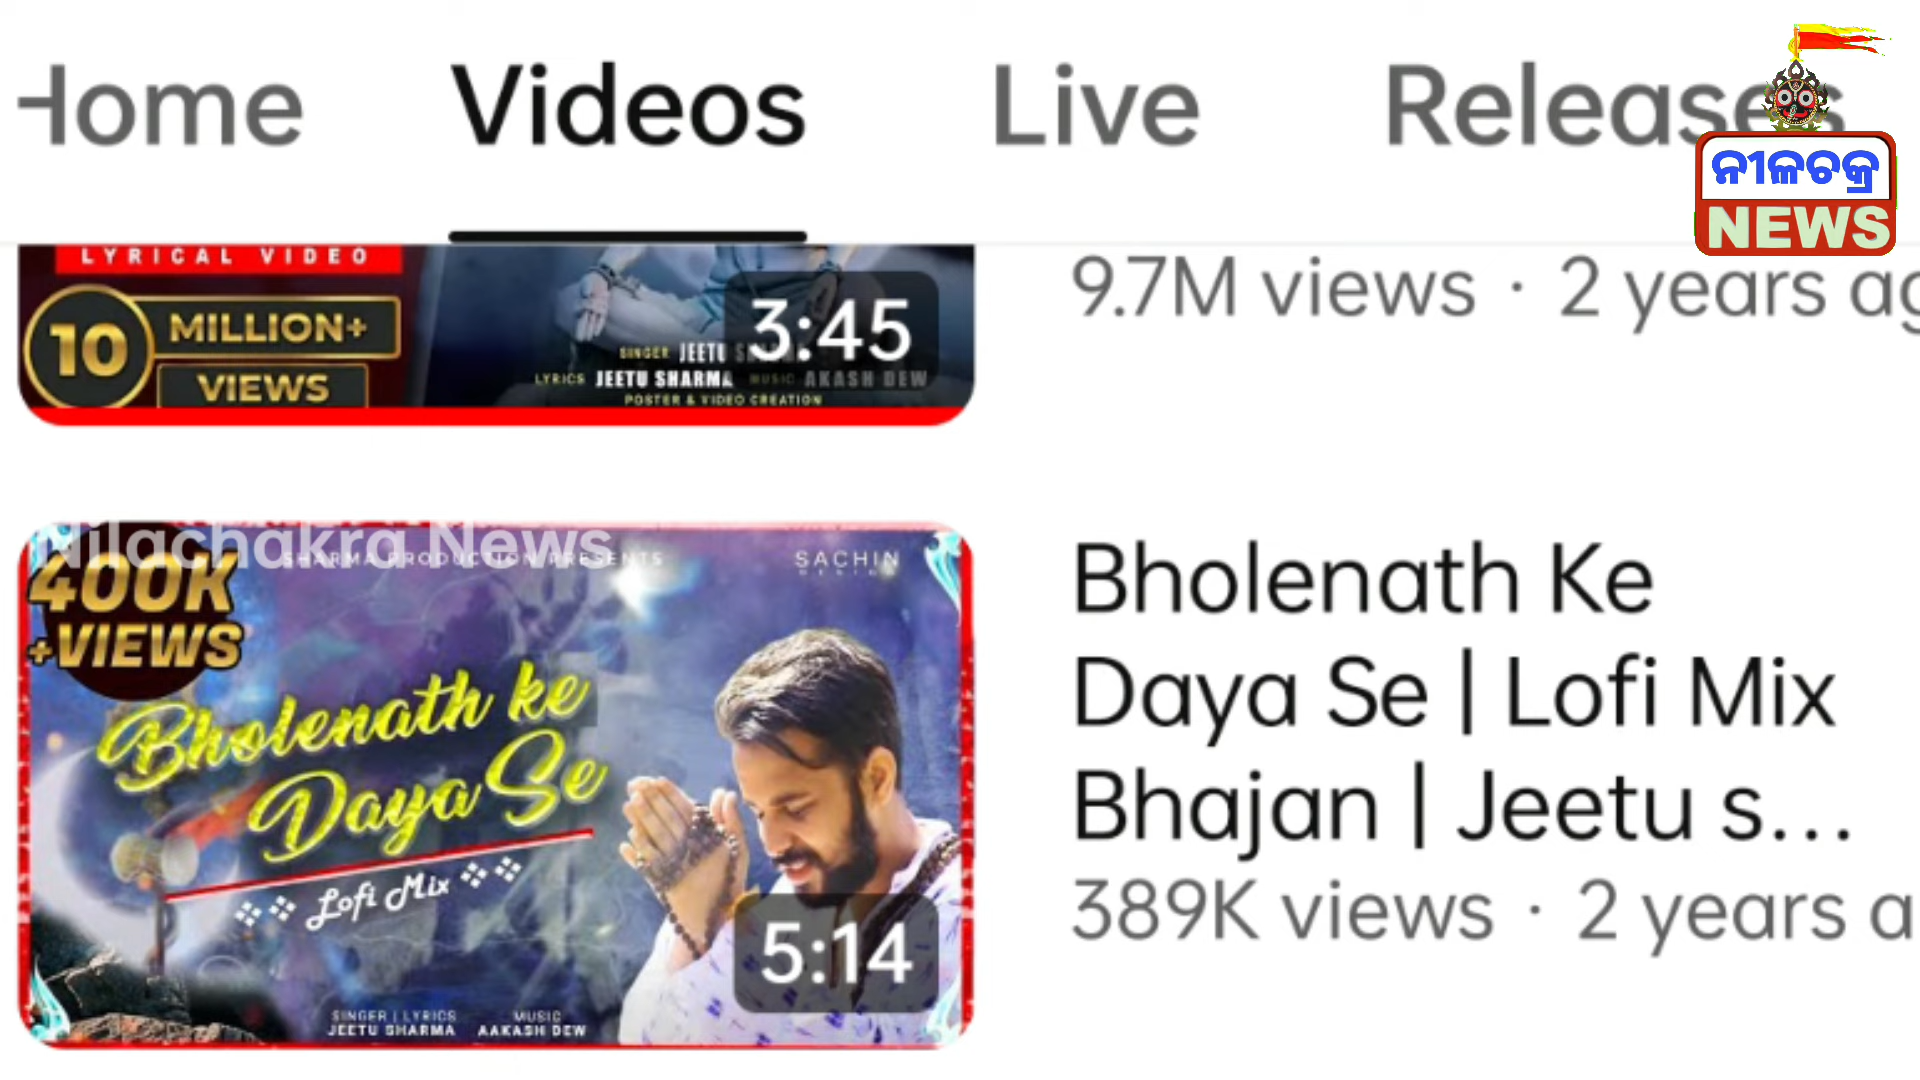 Home Videos Live Releases
ନୀଳଚକ୍ର
NEWS
LYRICAL VIDEO
10 MILLION+
VIEWS
3:45
SINGER JEETU
LYRICS JEETU SHARMA MUSIC AKASH DEW
POSTER & VIDEO CREATION
9.7M views · 2 years ag
Nilachakra News
SHARMA PRODUCTION PRESENTS
SACHIN
400K
+VIEWS
Bholenath ke
Daya Se
Lofi Mix
5:14
SINGER | LYRICS
JEETU SHARMA
MUSIC
AAKASH DEW
Bholenath Ke
Daya Se | Lofi Mix
Bhajan | Jeetu s...
389K views · 2 years a